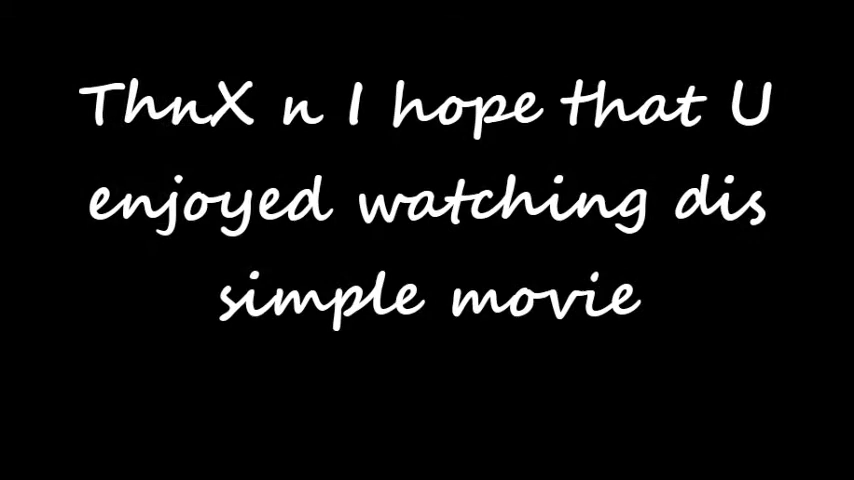 ThnX n I hope that U
enjoyed watching dis
simple movie